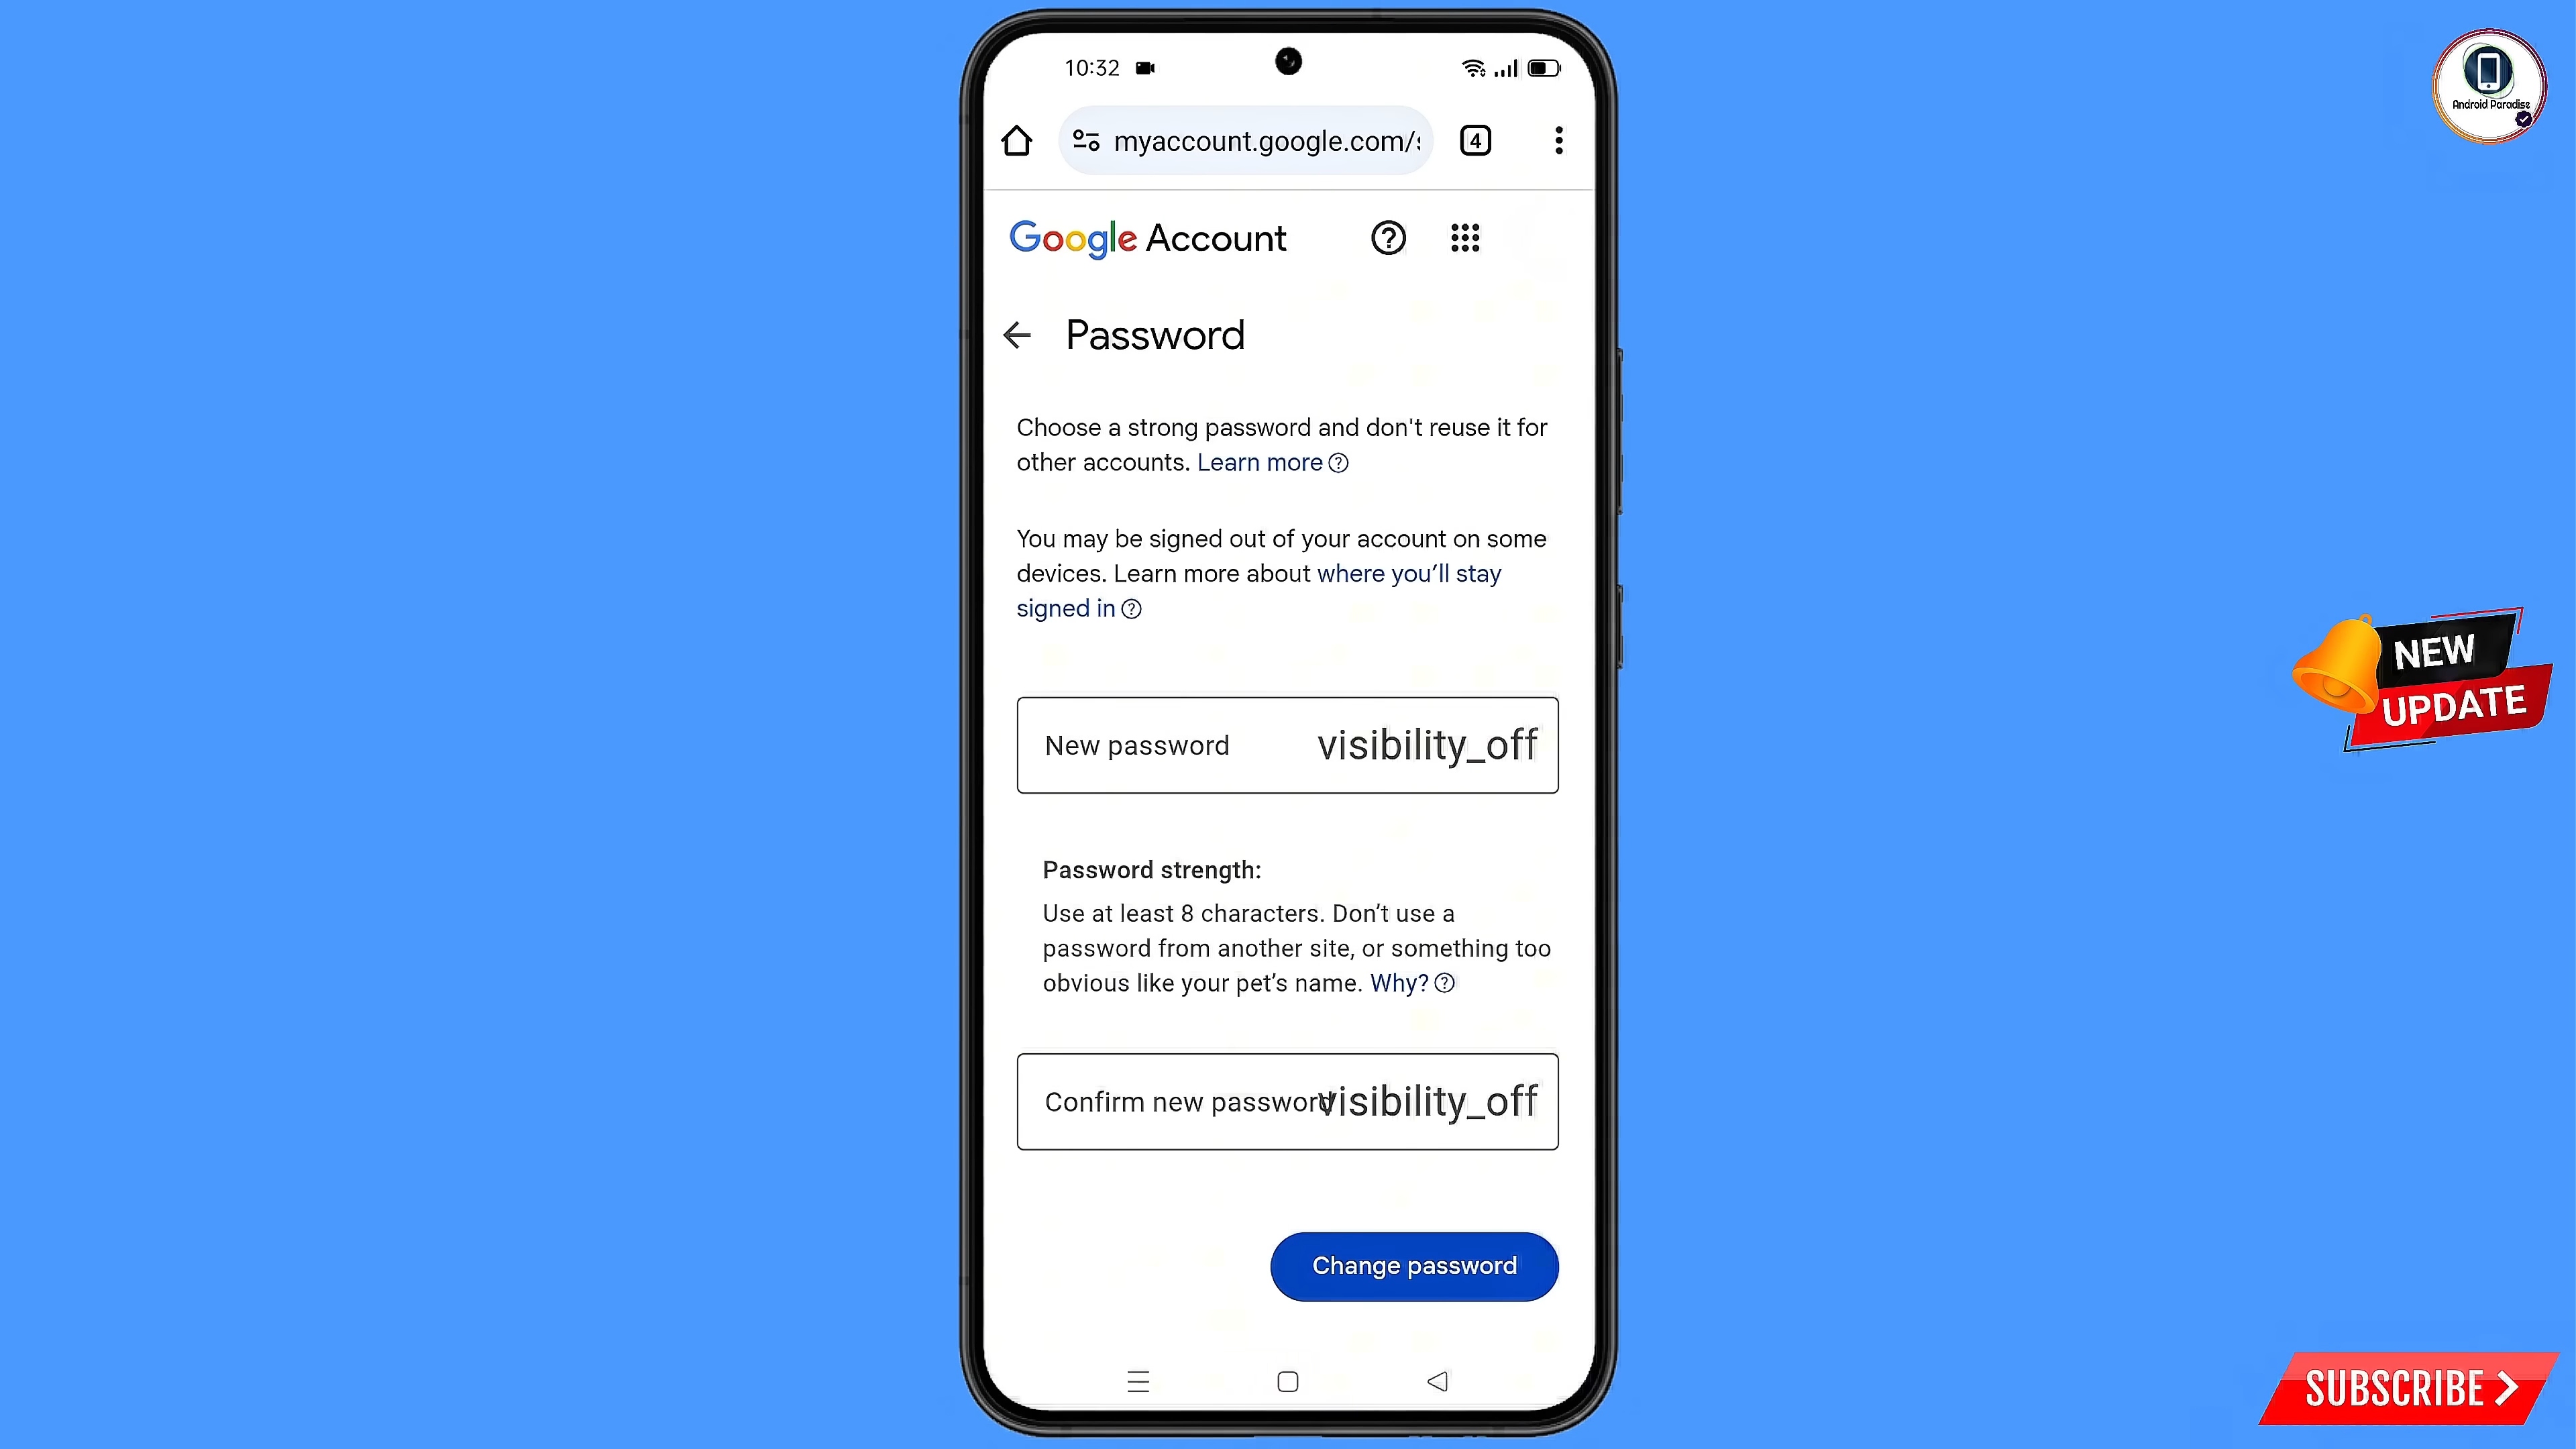 10:32
myaccount.google.com/
4
Google Account
Password
Choose a strong password and don't reuse it for
other accounts. Learn more
You may be signed out of your account on some
devices. Learn more about where you’ll stay
signed in
New password visibility_off
Password strength:
Use at least 8 characters. Don’t use a
password from another site, or something too
obvious like your pet’s name. Why?
Confirm new password visibility_off
Change password
Android Paradise
NEW
UPDATE
SUBSCRIBE